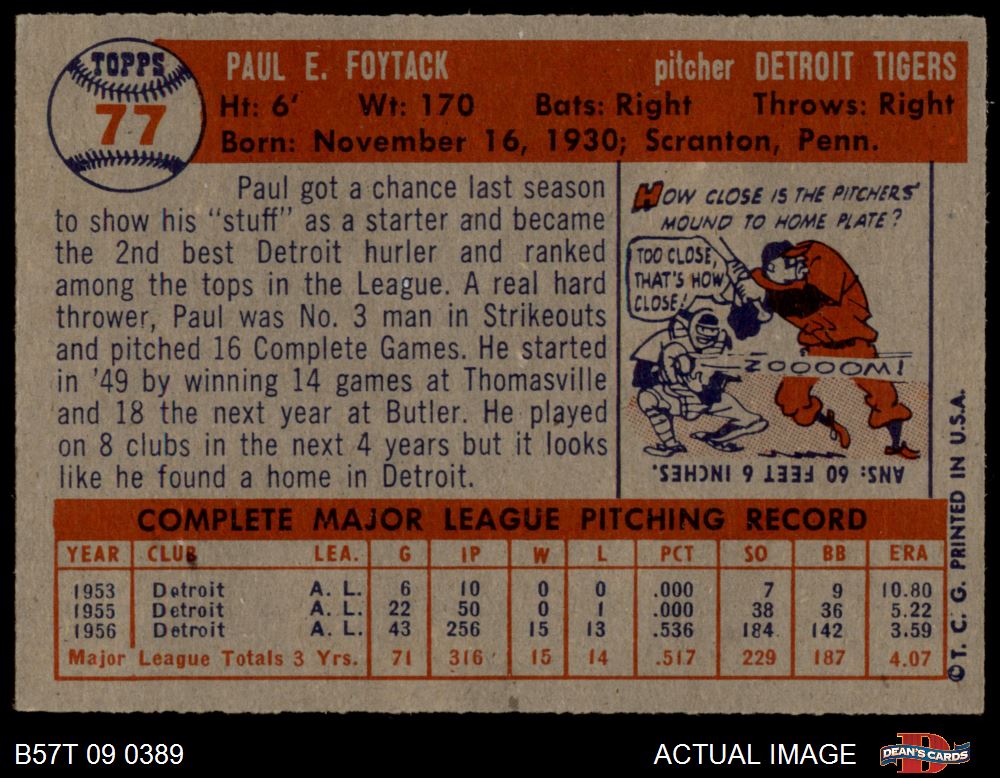 TOPPS
77
PAUL E. FOYTACK pitcher DETROIT TIGERS
Ht: 6' Wt: 170 Bats: Right Throws: Right
Born: November 16, 1930; Scranton, Penn.
Paul got a chance last season
to show his "stuff" as a starter and became
the 2nd best Detroit hurler and ranked
among the tops in the League. A real hard
thrower, Paul was No. 3 man in Strikeouts
and pitched 16 Complete Games. He started
in '49 by winning 14 games at Thomasville
and 18 the next year at Butler. He played
on 8 clubs in the next 4 years but it looks
like he found a home in Detroit.
HOW CLOSE IS THE PITCHERS'
MOUND TO HOME PLATE?
TOO CLOSE,
THAT'S HOW
CLOSE!
ZOOOOOM!
ANS: 60 FEET 6 INCHES.
COMPLETE MAJOR LEAGUE PITCHING RECORD
YEAR CLUB LEA. G IP W L PCT SO BB ERA
1953 Detroit A. L. 6 10 0 0 .000 7 9 10.80
1955 Detroit A. L. 22 50 0 1 .000 38 36 5.22
1956 Detroit A. L. 43 256 15 13 .536 184 142 3.59
Major League Totals 3 Yrs. 71 316 15 14 .517 229 187 4.07
© T. C. G. PRINTED IN U.S.A.
B57T 09 0389 ACTUAL IMAGE DEAN'S CARDS